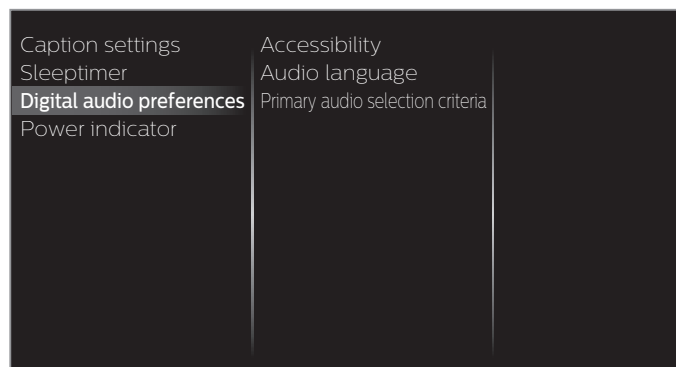 Caption settings
Sleeptimer
Digital audio preferences
Power indicator
Accessibility
Audio language
Primary audio selection criteria